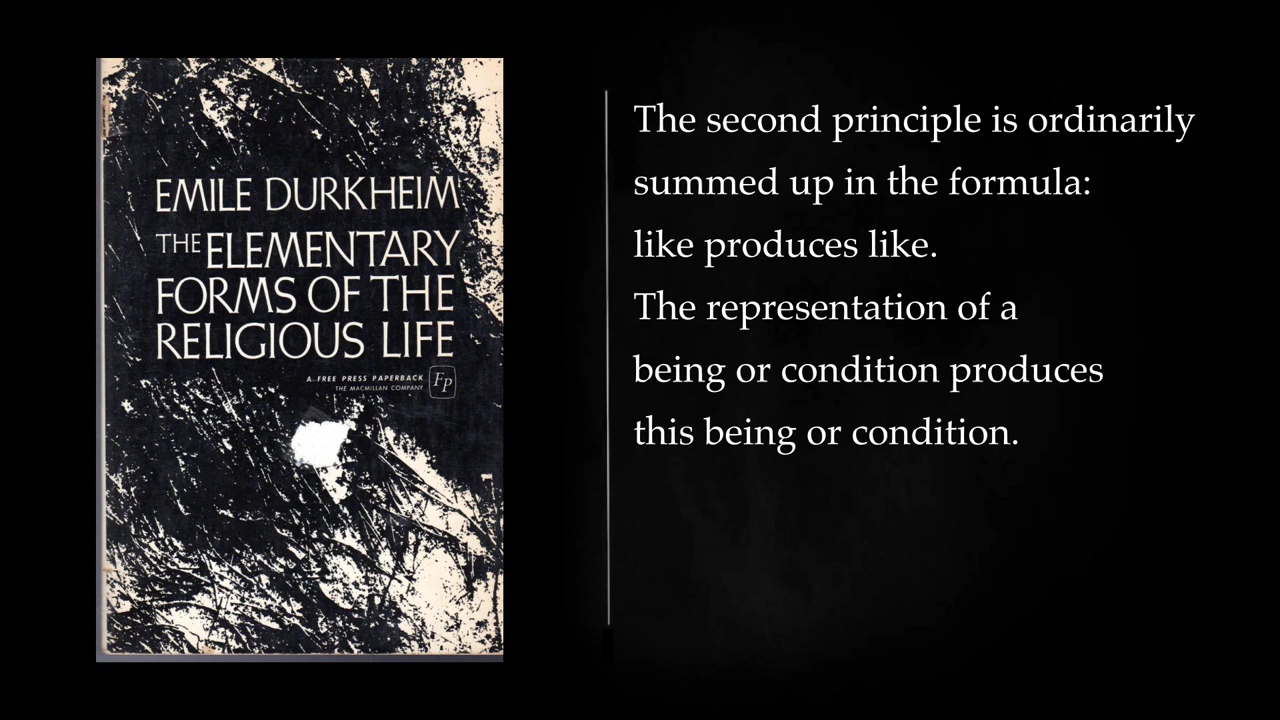 EMILE DURKHEIM
THE ELEMENTARY
FORMS OF THE
RELIGIOUS LIFE
A FREE PRESS PAPERBACK
THE MACMILLAN COMPANY
Fp
The second principle is ordinarily
summed up in the formula:
like produces like.
The representation of a
being or condition produces
this being or condition.